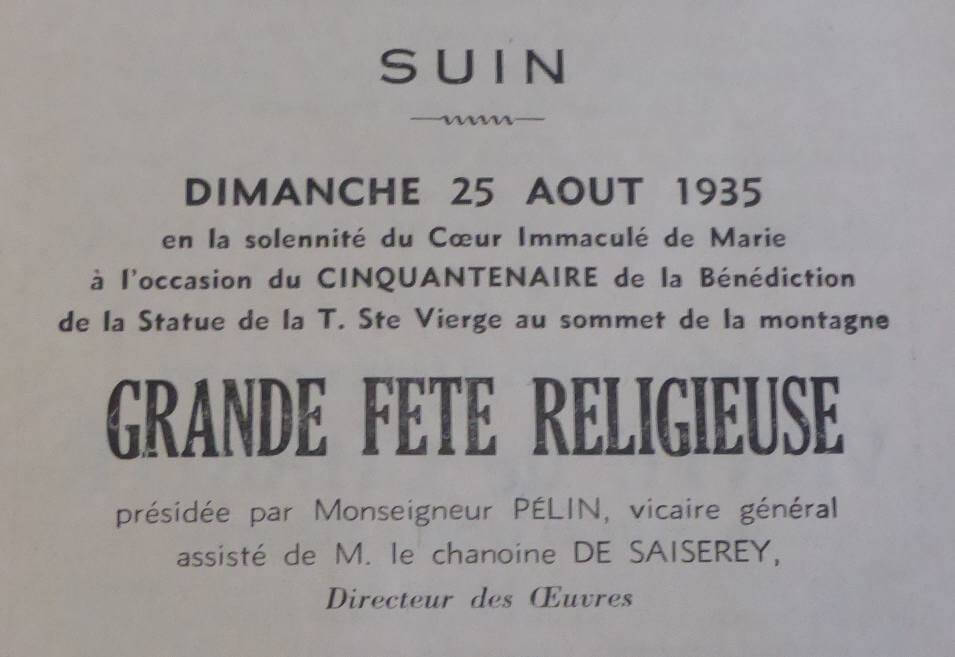 SUIN
DIMANCHE 25 AOUT 1935
en la solennité du Cœur Immaculé de Marie
à l'occasion du CINQUANTENAIRE de la Bénédiction
de la Statue de la T. Ste Vierge au sommet de la montagne
GRANDE FETE RELIGIEUSE
présidée par Monseigneur PÉLIN, vicaire général
assisté de M. le chanoine DE SAISEREY,
Directeur des Œuvres